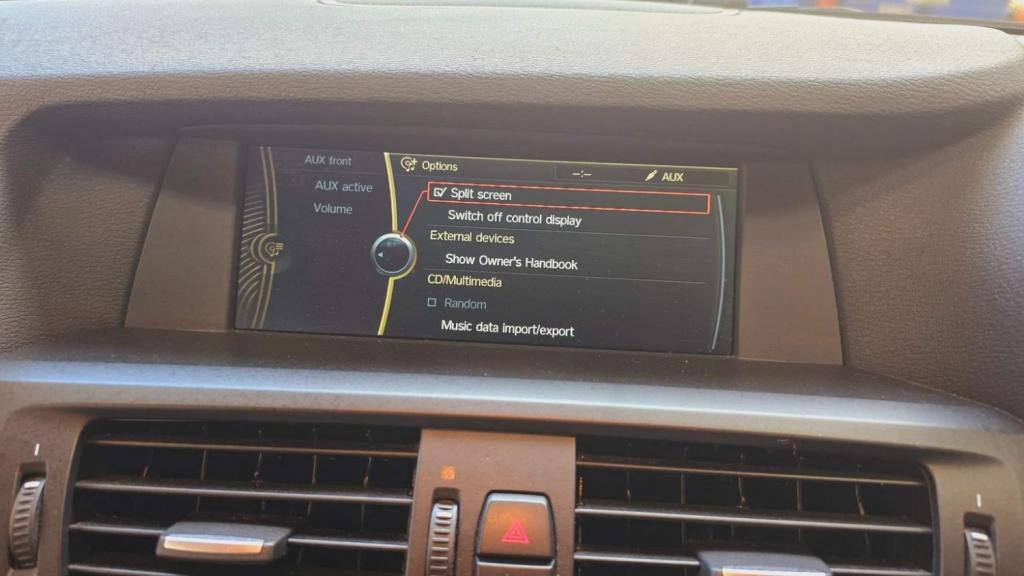 AUX front
AUX active
Volume
Options
--:--
AUX
Split screen
Switch off control display
External devices
Show Owner's Handbook
CD/Multimedia
Random
Music data import/export